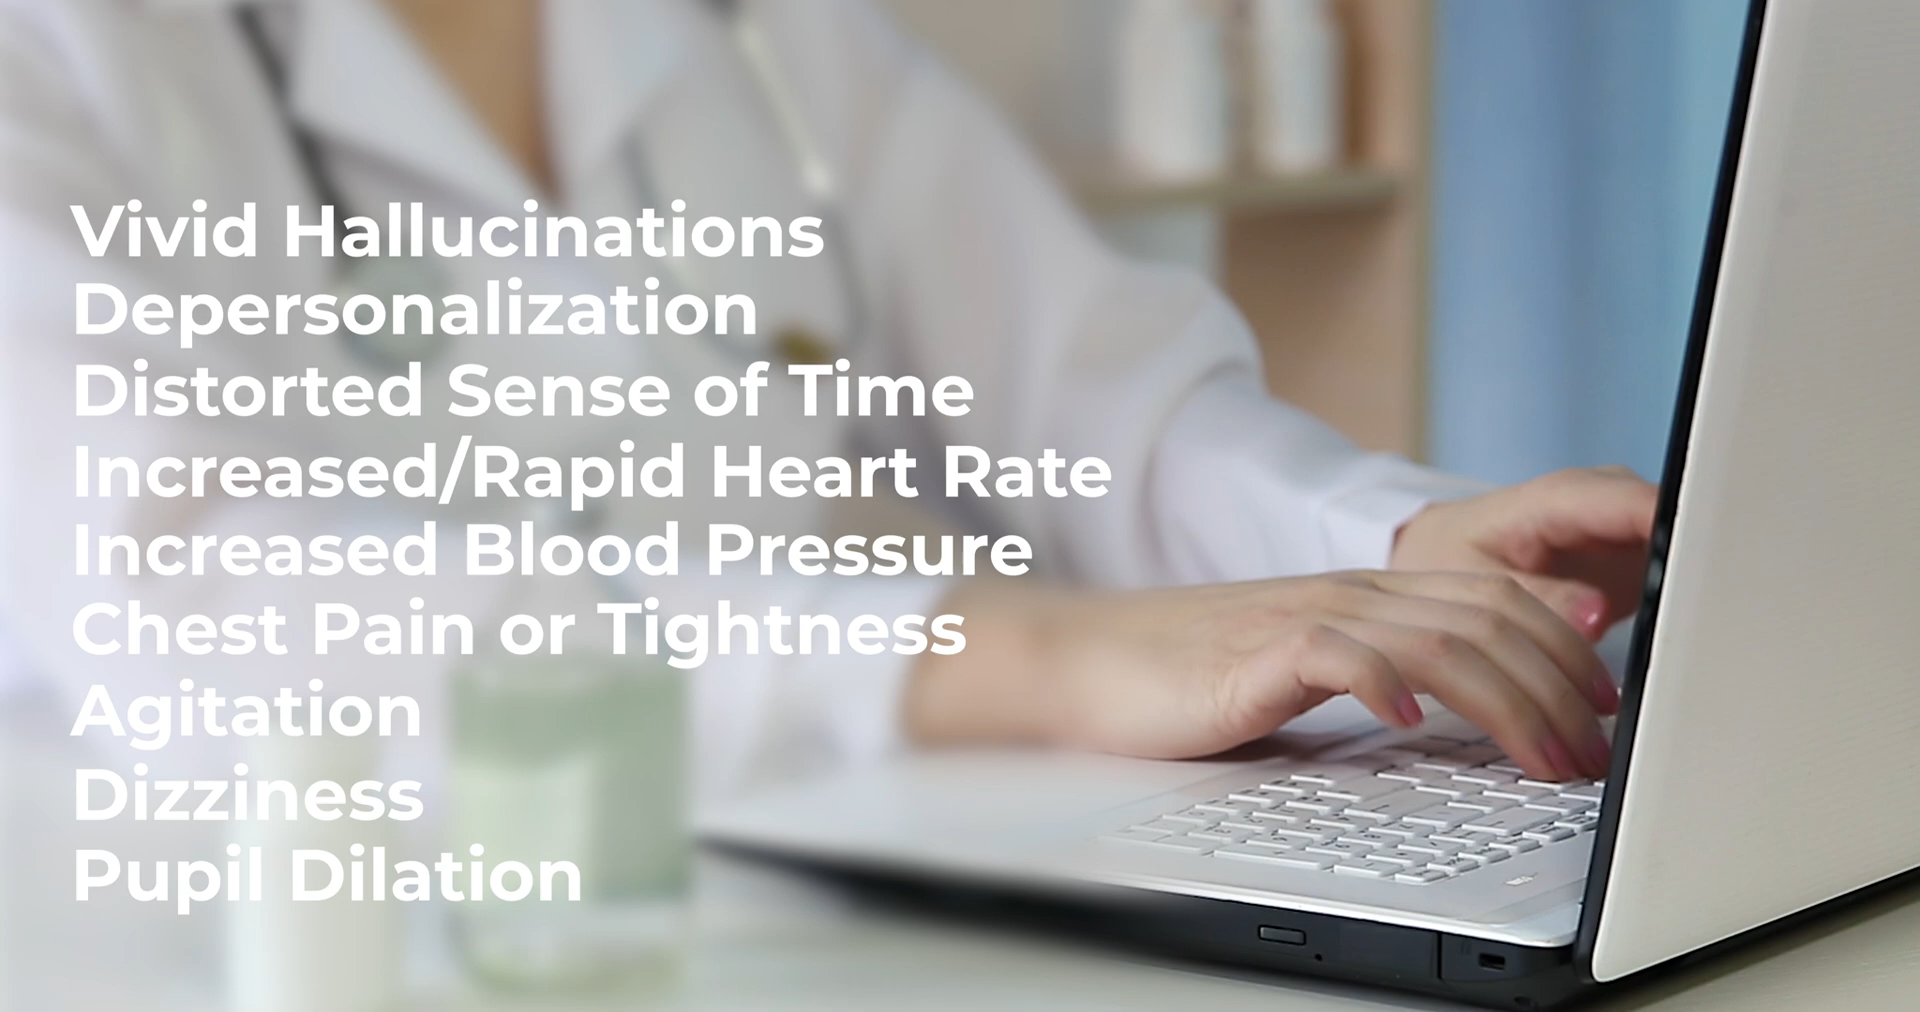 Vivid Hallucinations
Depersonalization
Distorted Sense of Time
Increased/Rapid Heart Rate
Increased Blood Pressure
Chest Pain or Tightness
Agitation
Dizziness
Pupil Dilation